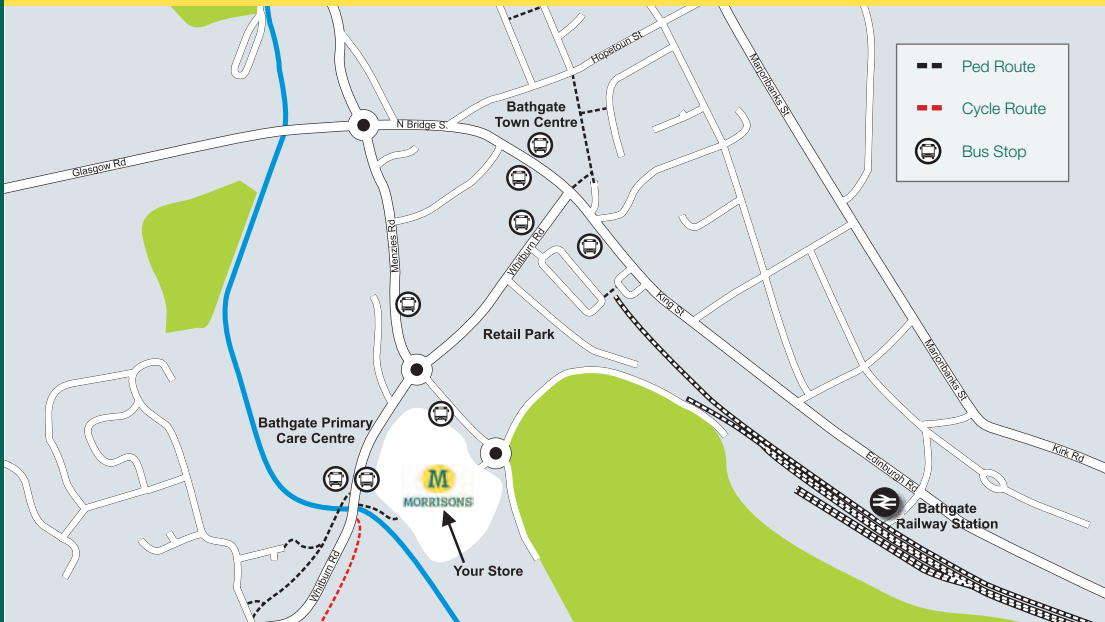 Hopetoun St
Marjoribanks St
Ped Route
Cycle Route
Bus Stop
Bathgate
Town Centre
N Bridge S.
Glasgow Rd
Menzies Rd
Whitburn Rd
King St
Retail Park
Marjoribanks St
Bathgate Primary
Care Centre
Kirk Rd
Edinburgh Rd
M
MORRISONS
Bathgate
Railway Station
Your Store
Whitburn Rd